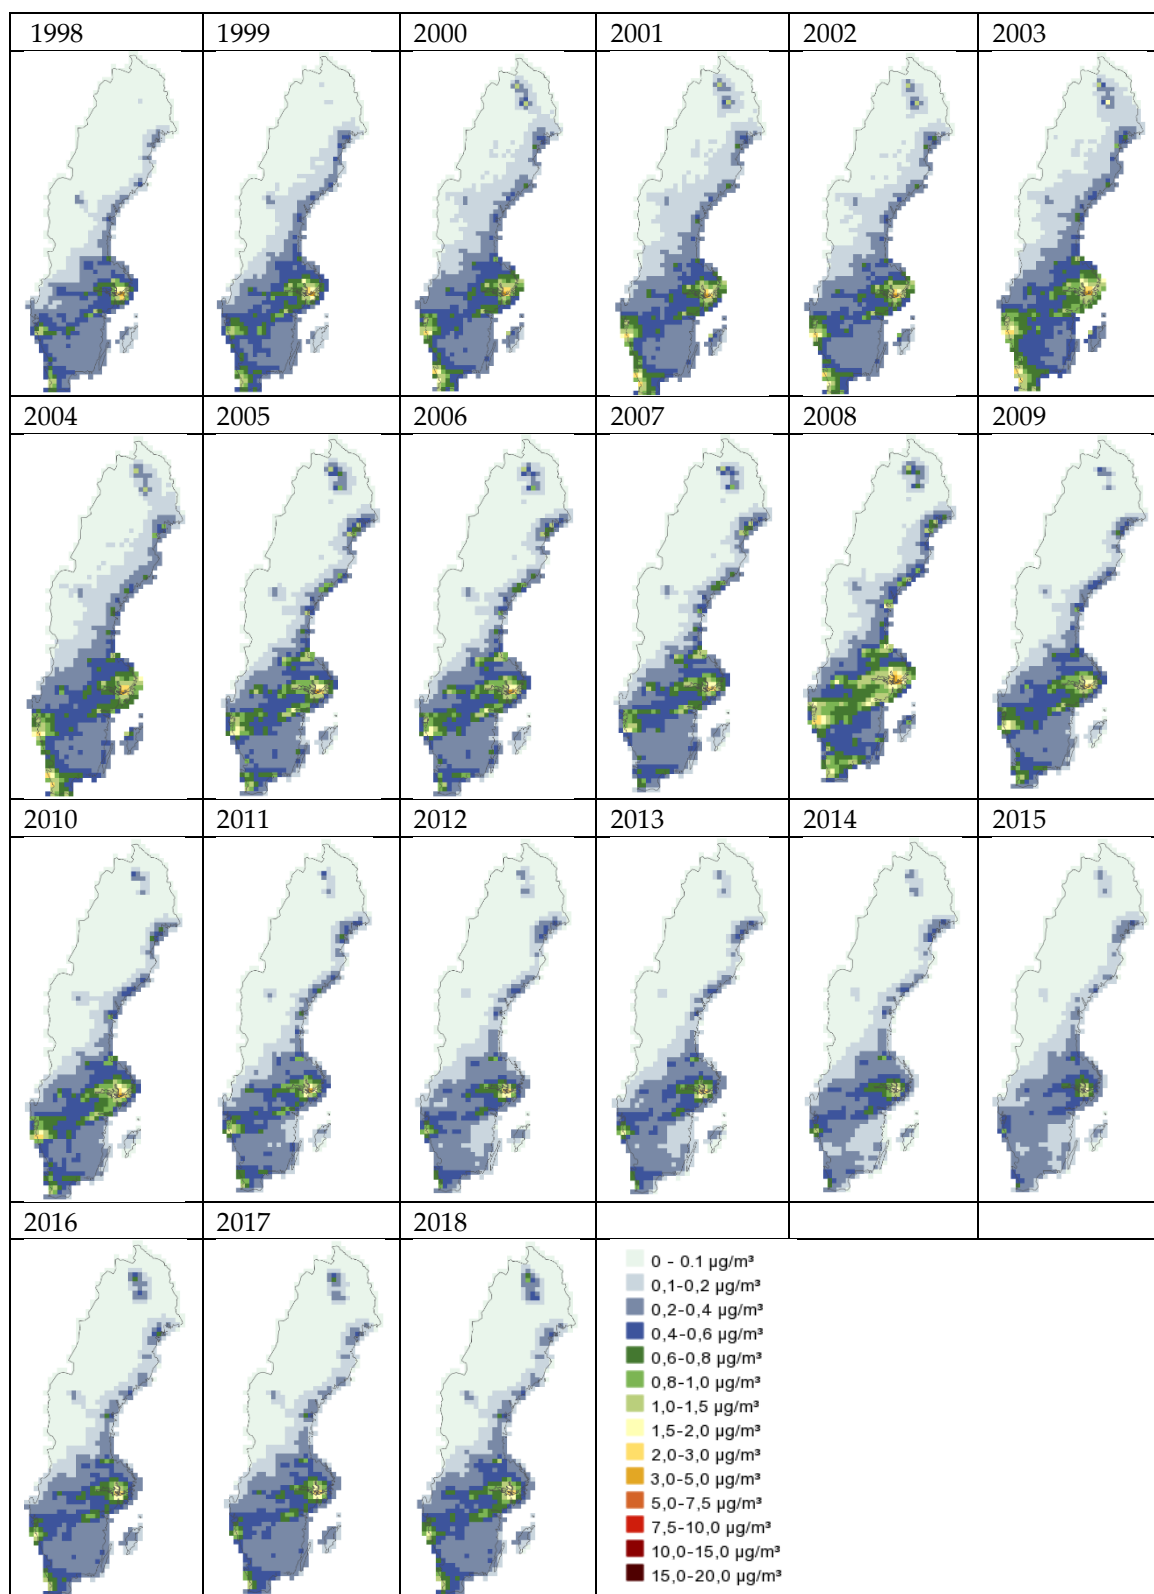 1998 1999 2000 2001 2002 2003
2004 2005 2006 2007 2008 2009
2010 2011 2012 2013 2014 2015
2016 2017 2018
0 - 0.1 µg/m³
0,1-0,2 µg/m³
0,2-0,4 µg/m³
0,4-0,6 µg/m³
0,6-0,8 µg/m³
0,8-1,0 µg/m³
1,0-1,5 µg/m³
1,5-2,0 µg/m³
2,0-3,0 µg/m³
3,0-5,0 µg/m³
5,0-7,5 µg/m³
7,5-10,0 µg/m³
10,0-15,0 µg/m³
15,0-20,0 µg/m³